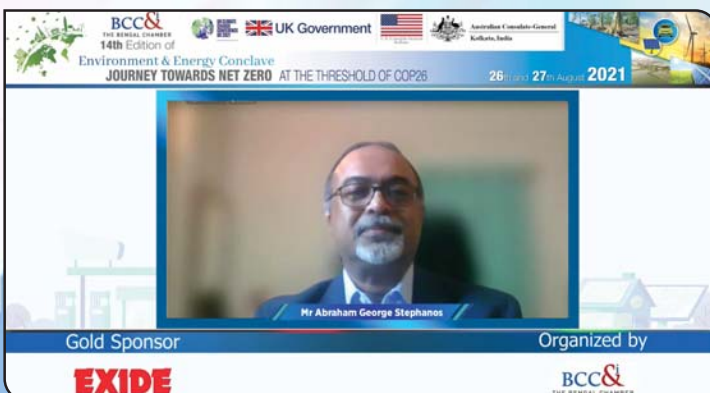 BCC&I
THE BENGAL CHAMBER
14th Edition of
Environment & Energy Conclave
JOURNEY TOWARDS NET ZERO AT THE THRESHOLD OF COP26
UK Government
Australian Consulate-General
Kolkata, India
26th and 27th August 2021
Mr Abraham George Stephanos
Gold Sponsor
Organized by
EXIDE
BCC&I
THE BENGAL CHAMBER